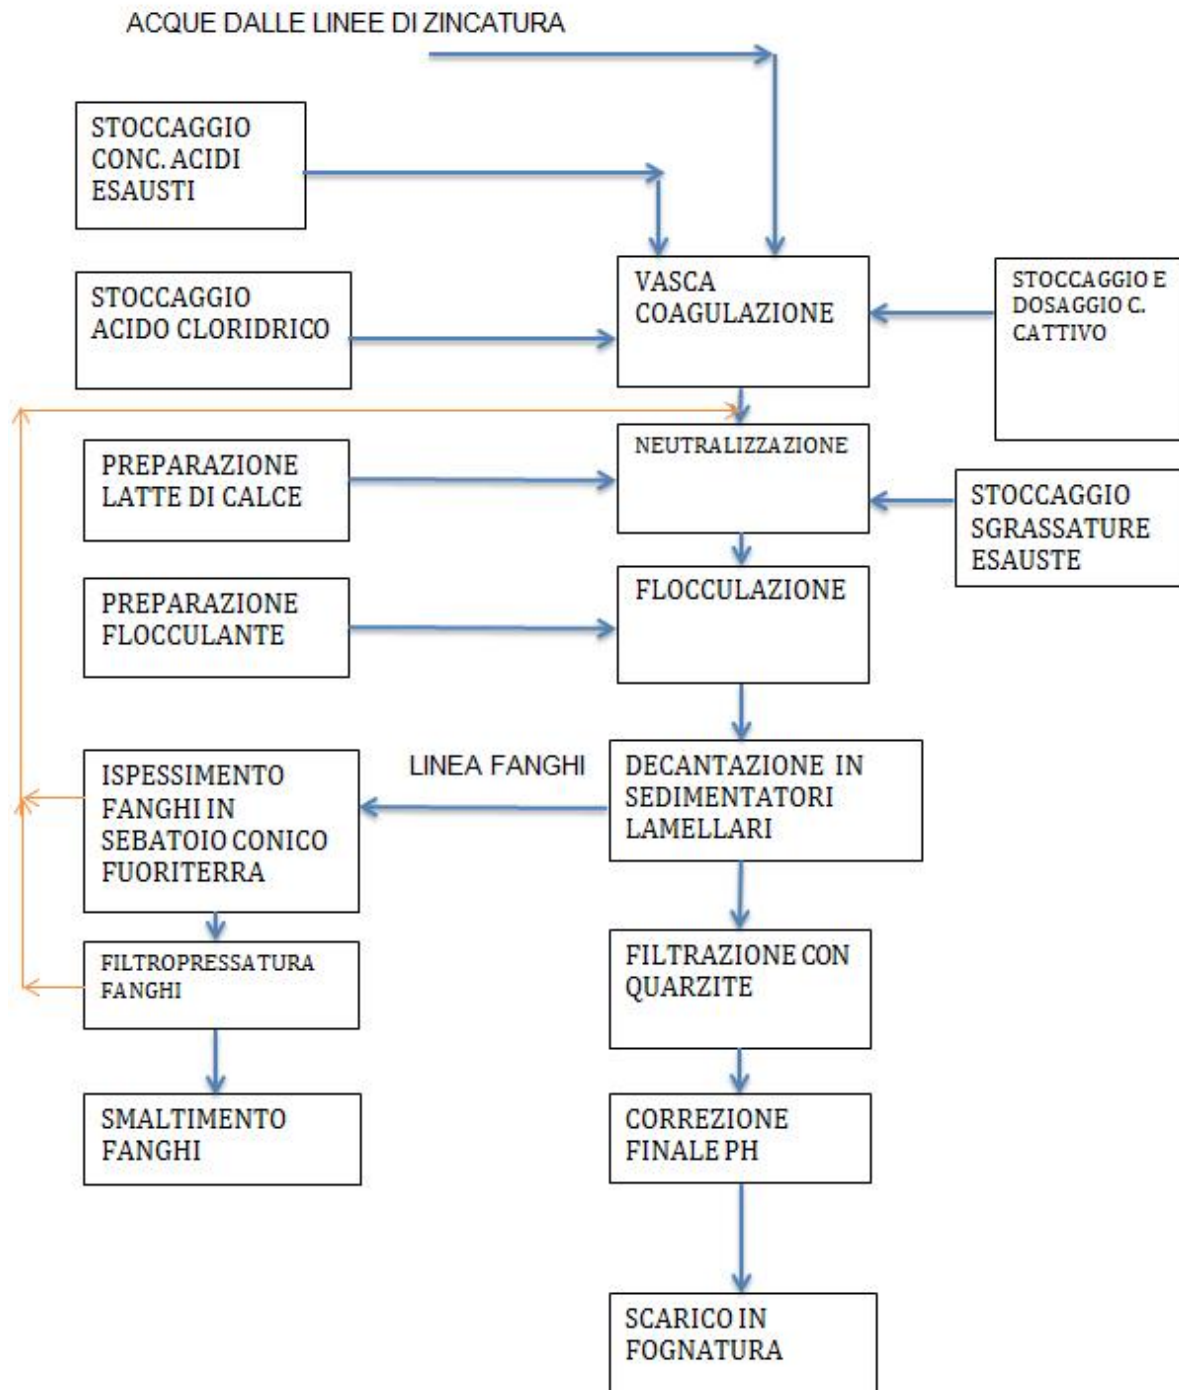 ACQUE DALLE LINEE DI ZINCATURA
STOCCAGGIO
CONC. ACIDI
ESAUSTI
STOCCAGGIO
ACIDO CLORIDRICO
VASCA
COAGULAZIONE
STOCCAGGIO E
DOSAGGIO C.
CATTIVO
PREPARAZIONE
LATTE DI CALCE
NEUTRALIZZAZIONE
STOCCAGGIO
SGRASSATURE
ESAUSTE
PREPARAZIONE
FLOCCULANTE
FLOCCULAZIONE
ISPESSIMENTO
FANGHI IN
SEBATOIO CONICO
FUORITERRA
LINEA FANGHI
DECANTAZIONE IN
SEDIMENTATORI
LAMELLARI
FILTROPRESSATURA
FANGHI
FILTRAZIONE CON
QUARZITE
SMALTIMENTO
FANGHI
CORREZIONE
FINALE PH
SCARICO IN
FOGNATURA